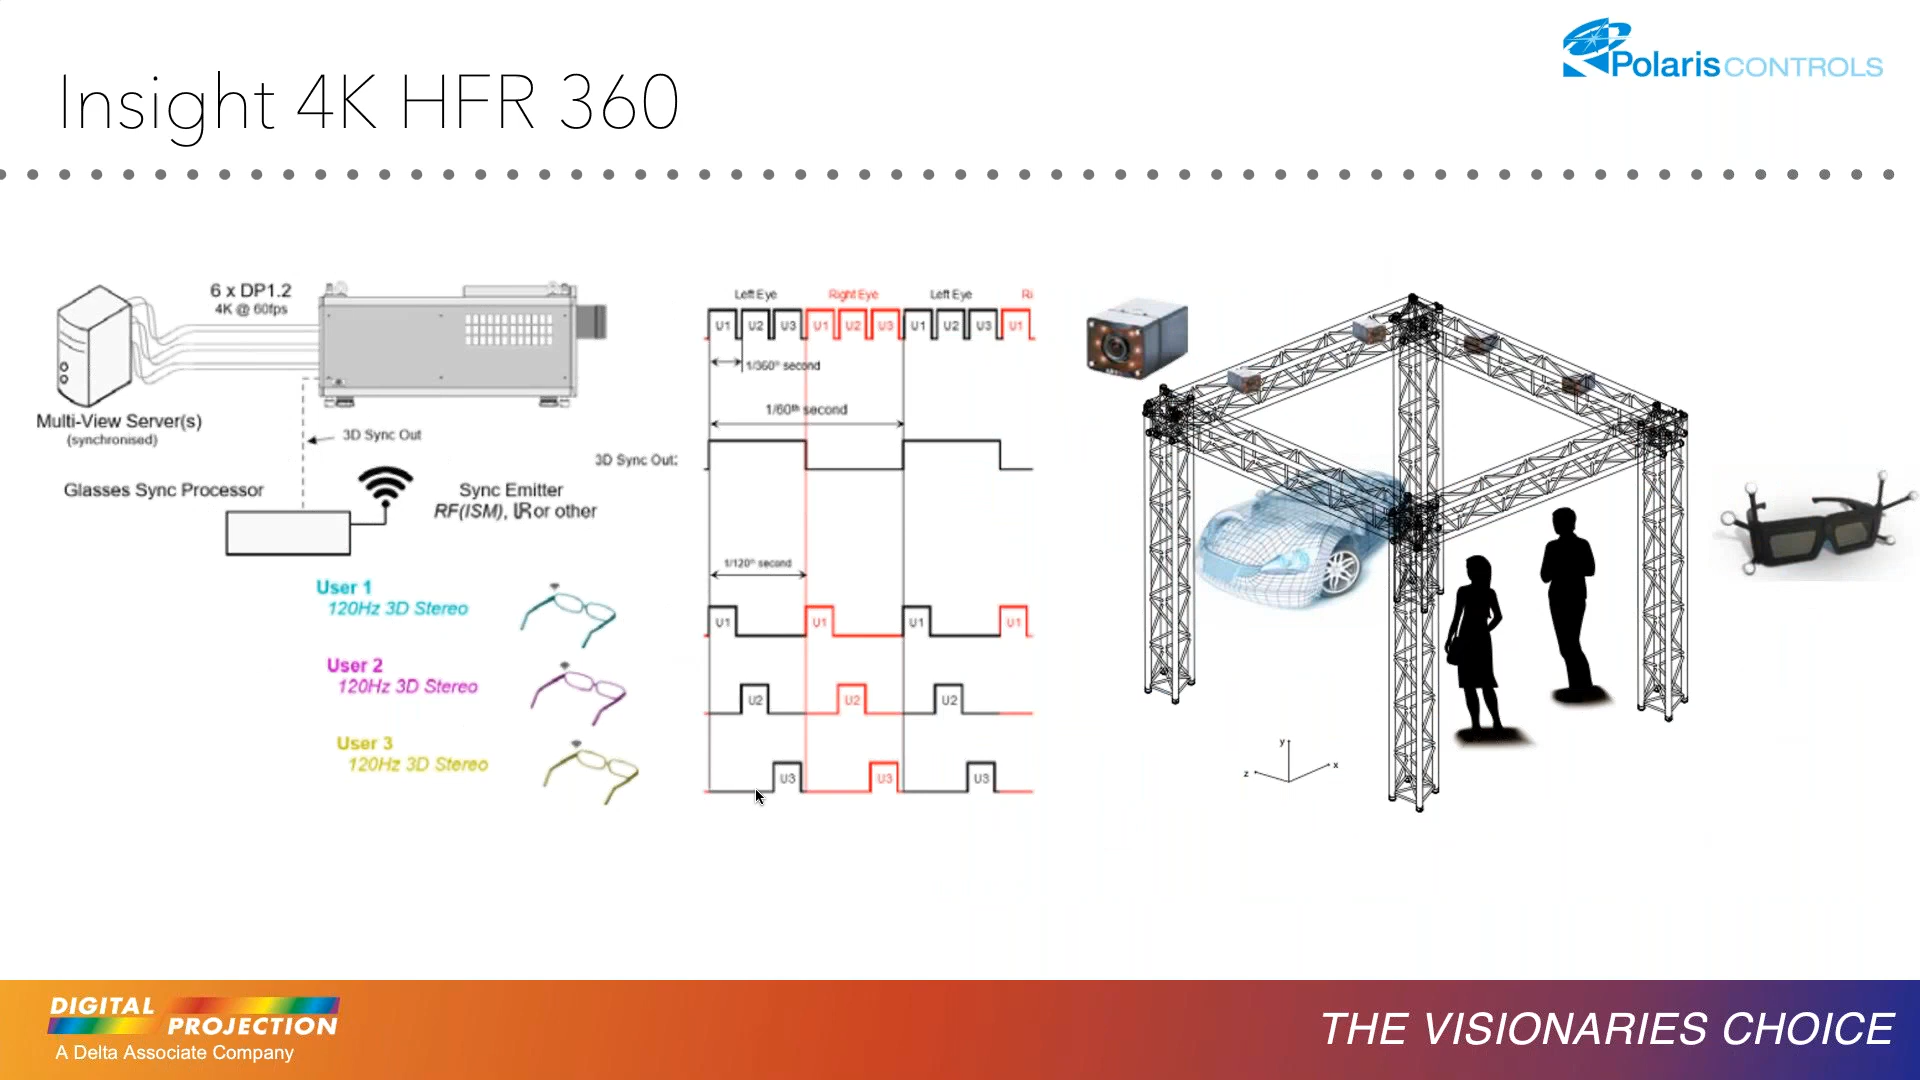 Polaris CONTROLS
Insight 4K HFR 360
6 x DP1.2
4K @ 60fps
Multi-View Server(s)
(synchronised)
3D Sync Out
Glasses Sync Processor
Sync Emitter
RF(ISM), IR or other
User 1
120Hz 3D Stereo
User 2
120Hz 3D Stereo
User 3
120Hz 3D Stereo
Left Eye Right Eye Left Eye Ri
U1 U2 U3 U1 U2 U3 U1 U2 U3 U1
1/360th second
1/60th second
3D Sync Out:
1/120th second
U1 U1 U1 U1
U2 U2 U2
U3 U3 U3
y
z x
DIGITAL
PROJECTION
A Delta Associate Company
THE VISIONARIES CHOICE